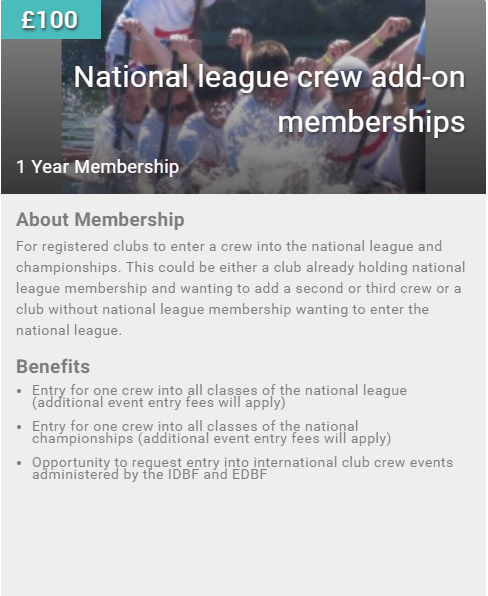 £100
National league crew add-on
memberships
1 Year Membership
About Membership
For registered clubs to enter a crew into the national league and
championships. This could be either a club already holding national
league membership and wanting to add a second or third crew or a
club without national league membership wanting to enter the
national league.
Benefits
• Entry for one crew into all classes of the national league
(additional event entry fees will apply)
• Entry for one crew into all classes of the national
championships (additional event entry fees will apply)
• Opportunity to request entry into international club crew events
administered by the IDBF and EDBF